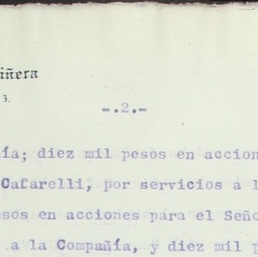 iñera
3.
-.2.-
ía; diez mil pesos en accion
Cafarelli, por servicios a l
esos en acciones para el Seño
a la Compañía, y diez mil p